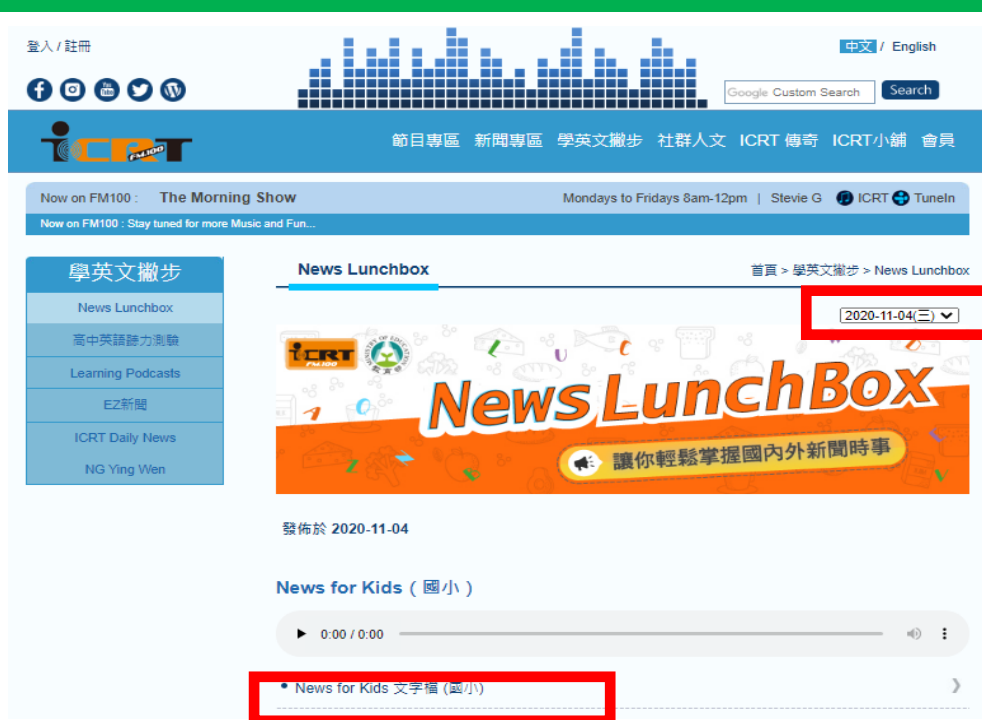 登入 / 註冊
中文 / English
Google Custom Search Search
ICRT FM100
節目專區 新聞專區 學英文撇步 社群人文 ICRT 傳奇 ICRT小舖 會員
Now on FM100 : The Morning Show Mondays to Fridays 8am-12pm | Stevie G ICRT TuneIn
Now on FM100 : Stay tuned for more Music and Fun...
學英文撇步
News Lunchbox
高中英語聽力測驗
Learning Podcasts
EZ新聞
ICRT Daily News
NG Ying Wen
News Lunchbox 首頁 > 學英文撇步 > News Lunchbox
2020-11-04(三)
ICRT FM100
News LunchBox
讓你輕鬆掌握國內外新聞時事
發佈於 2020-11-04
News for Kids ( 國小 )
0:00 / 0:00
• News for Kids 文字檔 (國小)